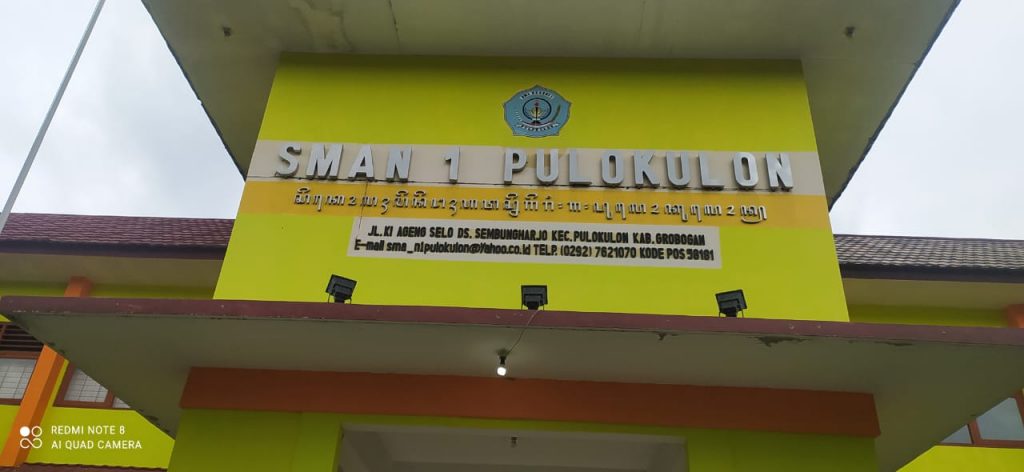 SMAN 1 PULOKULON
JL. KI AGENG SELO DS. SEMBUNGHARJO KEC. PULOKULON KAB. GROBOGAN
E-mail sma_n1pulokulon@Yahoo.co.id TELP. (0292) 7621070 KODE POS 58181
REDMI NOTE 8
AI QUAD CAMERA